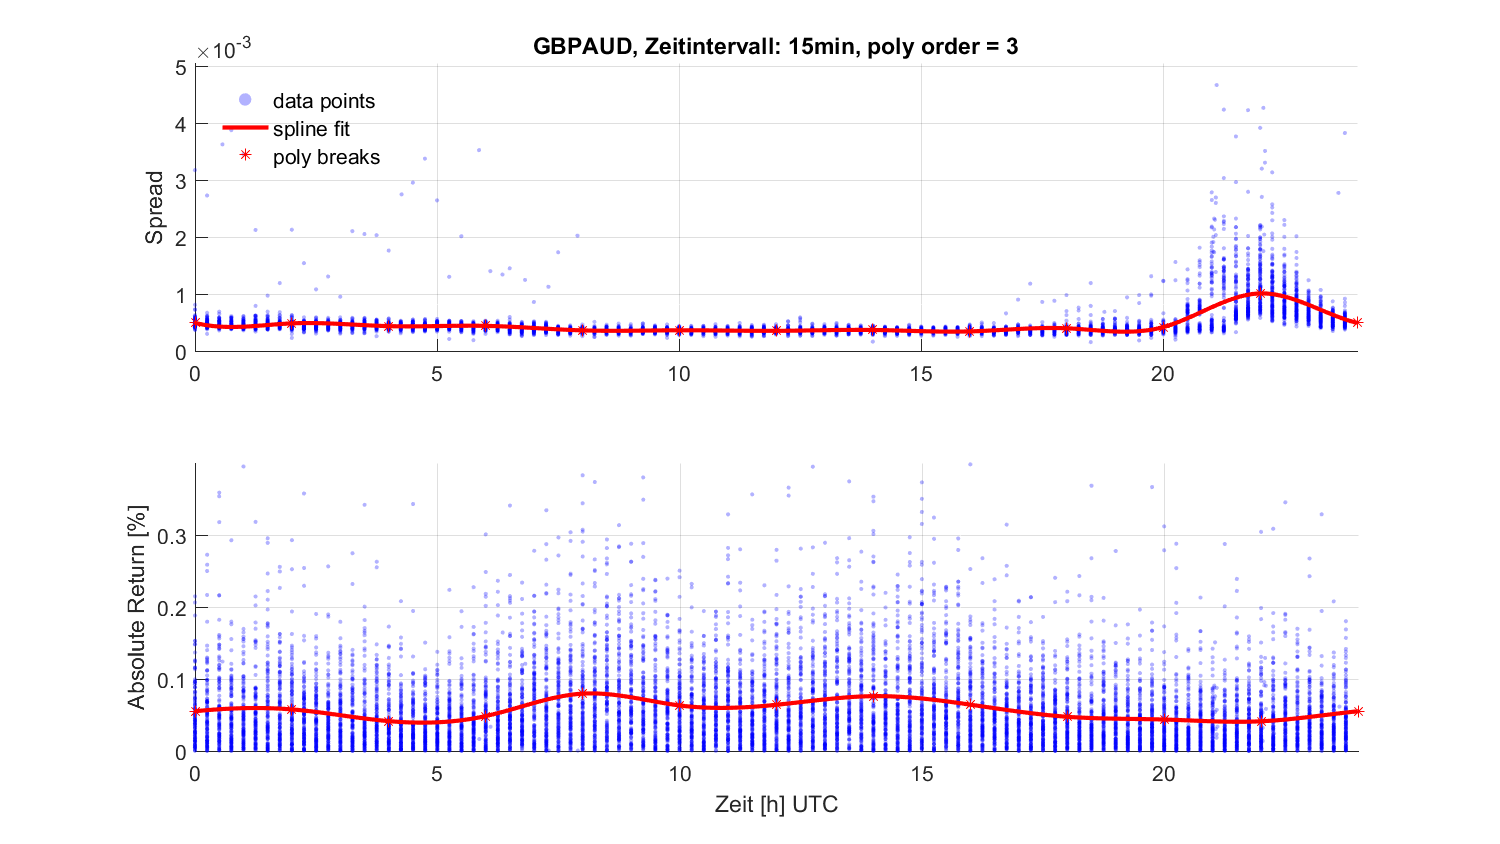 GBPAUD, Zeitintervall: 15min, poly order = 3
×10-3
5
4
3
2
1
0
Spread
data points
spline fit
poly breaks
0 5 10 15 20
0.3
0.2
0.1
0
Absolute Return [%]
0 5 10 15 20
Zeit [h] UTC